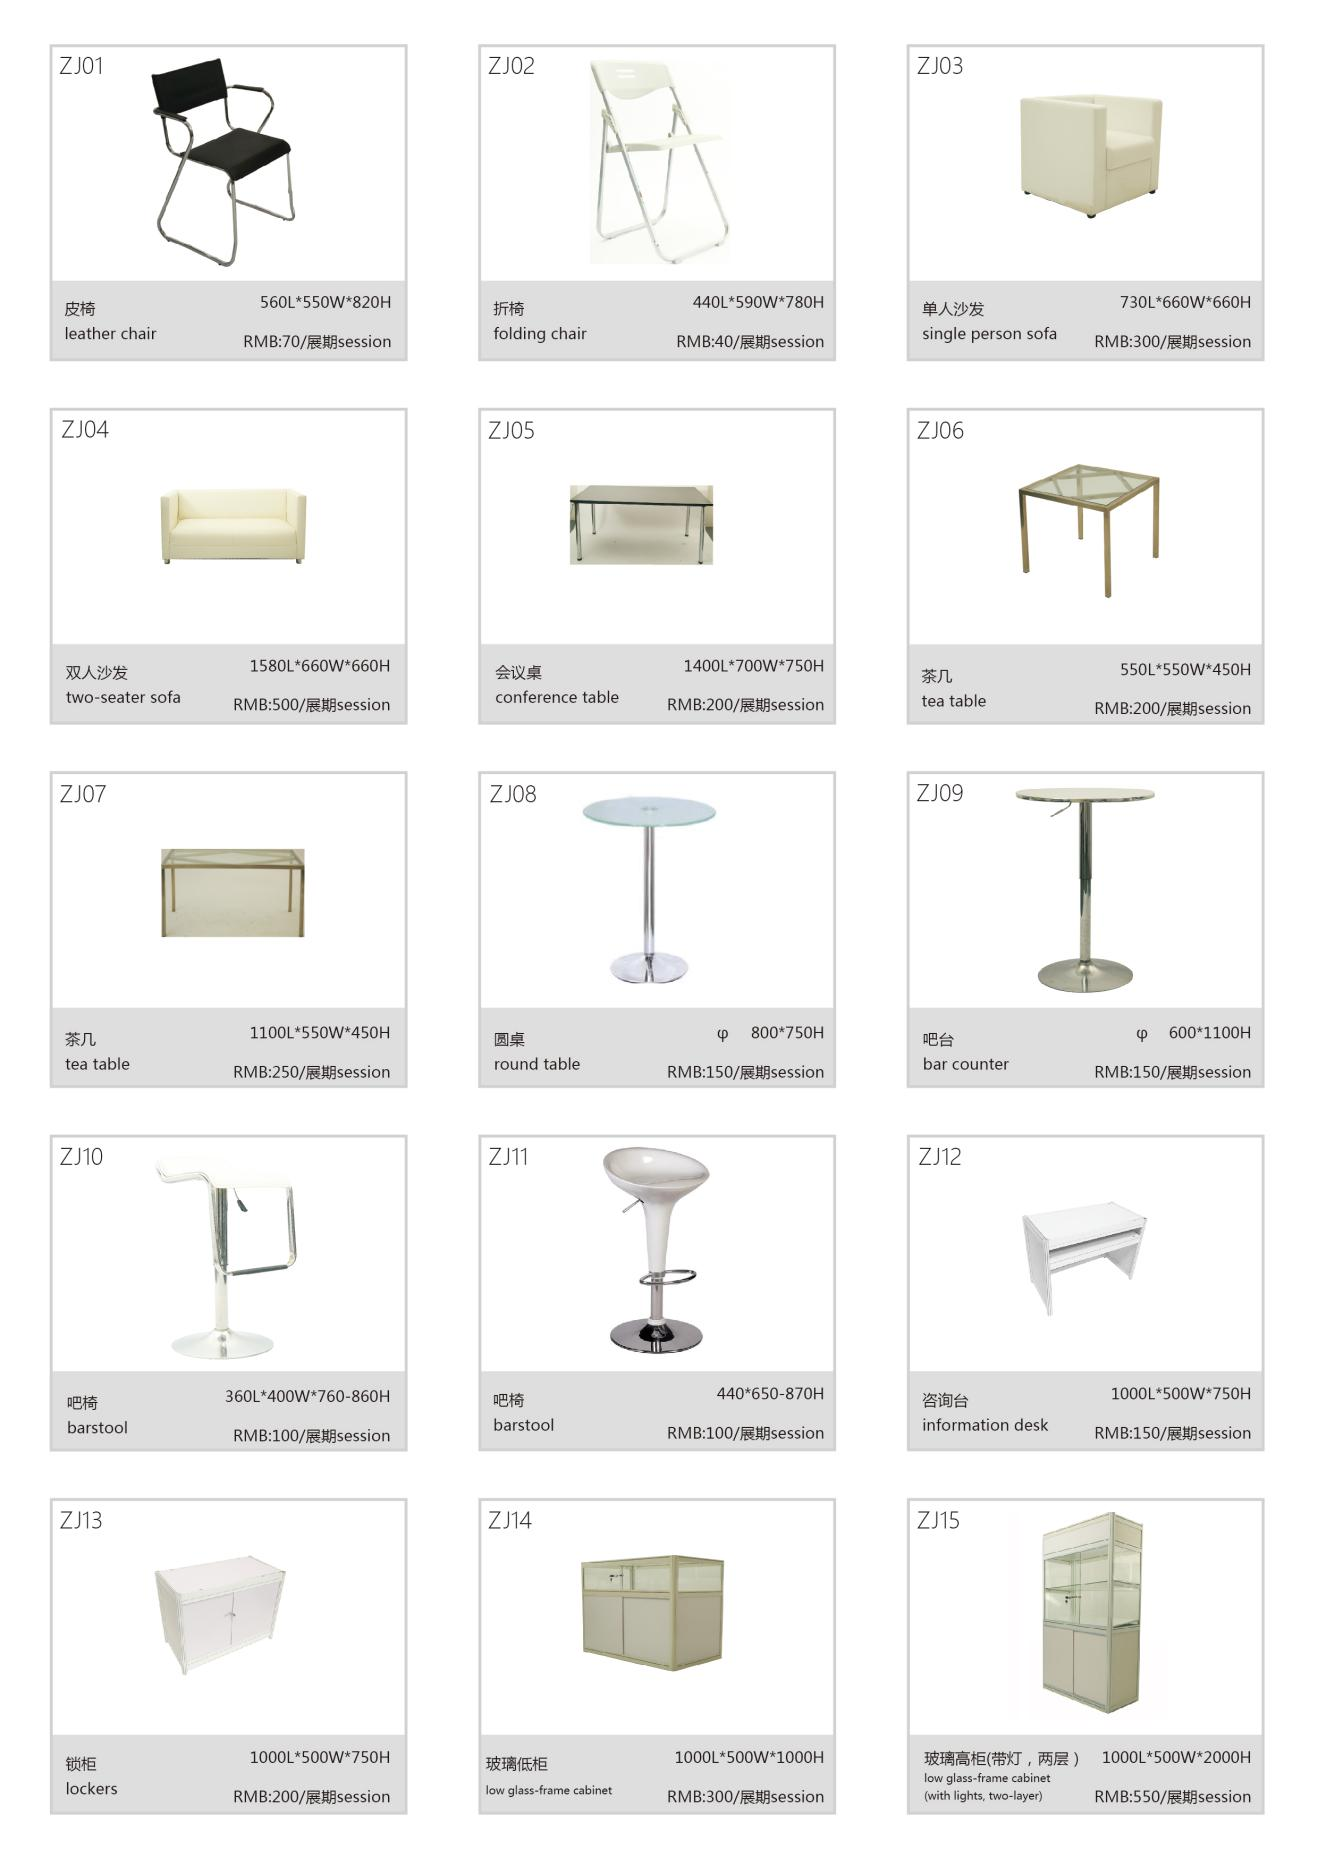 ZJ01
皮椅
leather chair
560L*550W*820H
RMB:70/展期session
ZJ02
折椅
folding chair
440L*590W*780H
RMB:40/展期session
ZJ03
单人沙发
single person sofa
730L*660W*660H
RMB:300/展期session
ZJ04
双人沙发
two-seater sofa
1580L*660W*660H
RMB:500/展期session
ZJ05
会议桌
conference table
1400L*700W*750H
RMB:200/展期session
ZJ06
茶几
tea table
550L*550W*450H
RMB:200/展期session
ZJ07
茶几
tea table
1100L*550W*450H
RMB:250/展期session
ZJ08
圆桌
round table
φ 800*750H
RMB:150/展期session
ZJ09
吧台
bar counter
φ 600*1100H
RMB:150/展期session
ZJ10
吧椅
barstool
360L*400W*760-860H
RMB:100/展期session
ZJ11
吧椅
barstool
440*650-870H
RMB:100/展期session
ZJ12
咨询台
information desk
1000L*500W*750H
RMB:150/展期session
ZJ13
锁柜
lockers
1000L*500W*750H
RMB:200/展期session
ZJ14
玻璃低柜
low glass-frame cabinet
1000L*500W*1000H
RMB:300/展期session
ZJ15
玻璃高柜(带灯，两层)
low glass-frame cabinet
(with lights, two-layer)
1000L*500W*2000H
RMB:550/展期session